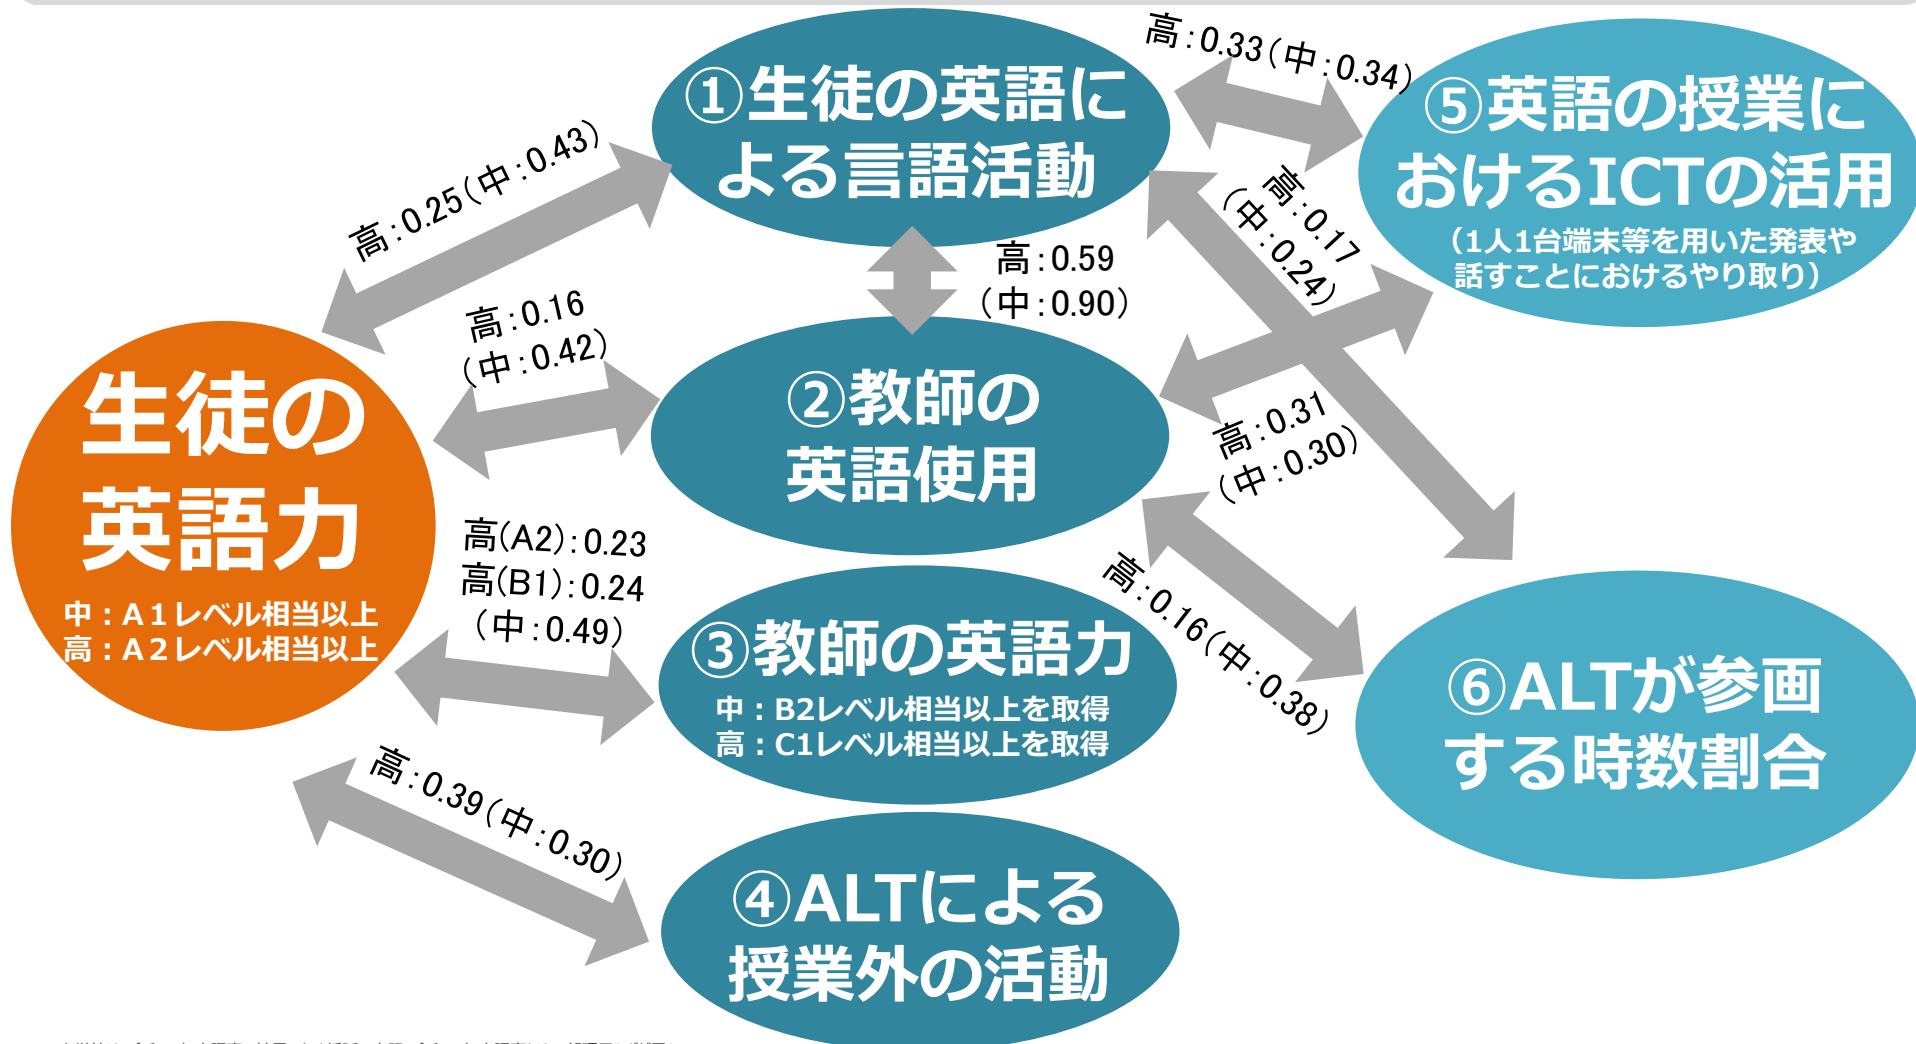 ①生徒の英語に
よる言語活動
高:0.33(中:0.34)
⑤英語の授業に
おけるICTの活用
(1人1台端末等を用いた発表や
話すことにおけるやり取り)
高:0.25(中:0.43)
高:0.17
(中:0.24)
高:0.59
(中:0.90)
高:0.16
(中:0.42)
②教師の
英語使用
高:0.31
(中:0.30)
生徒の
英語力
中:A1レベル相当以上
高:A2レベル相当以上
高(A2):0.23
高(B1):0.24
(中:0.49)
高:0.16(中:0.38)
③教師の英語力
中:B2レベル相当以上を取得
高:C1レベル相当以上を取得
⑥ALTが参画
する時数割合
高:0.39(中:0.30)
④ALTによる
授業外の活動